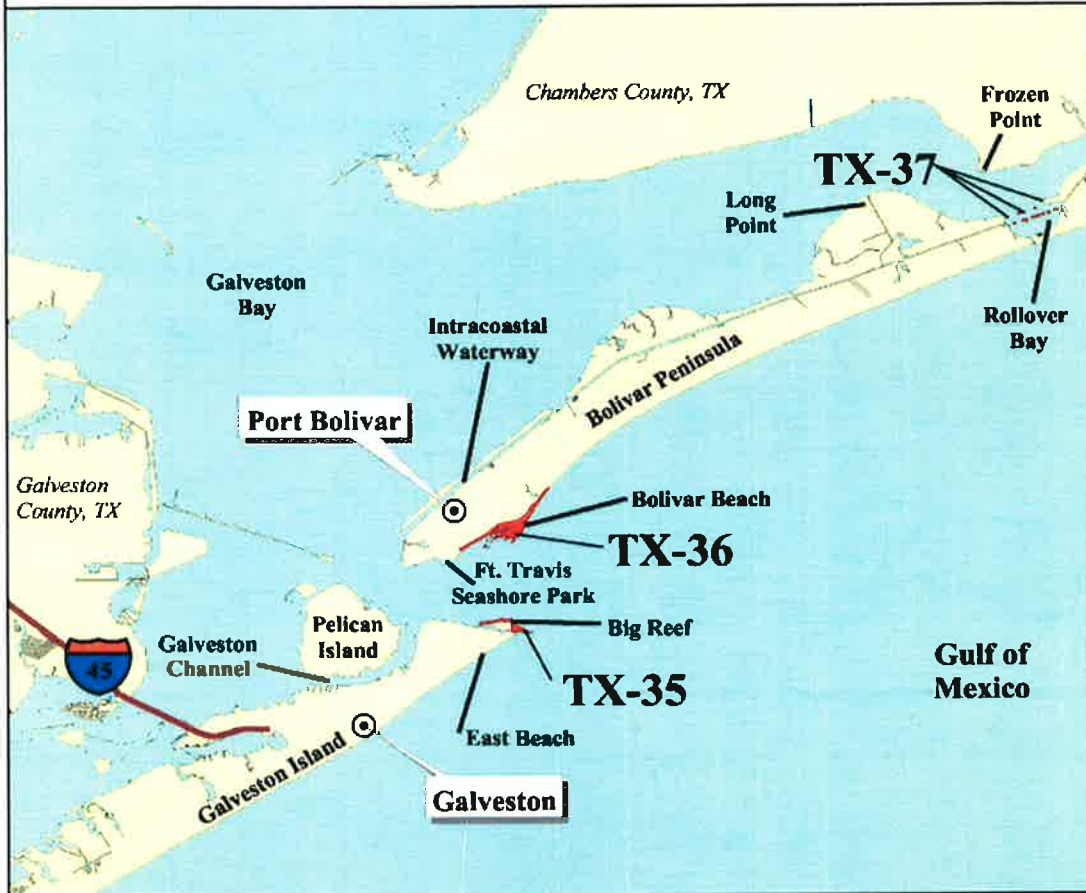 Chambers County, TX
Frozen
Point
TX-37
Long
Point
Galveston
Bay
Rollover
Bay
Intracoastal
Waterway
Bolivar Peninsula
Port Bolivar
Galveston
County, TX
Bolivar Beach
TX-36
Ft. Travis
Seashore Park
Big Reef
Pelican
Island
Galveston
Channel
45
TX-35
Gulf of
Mexico
East Beach
Galveston Island
Galveston